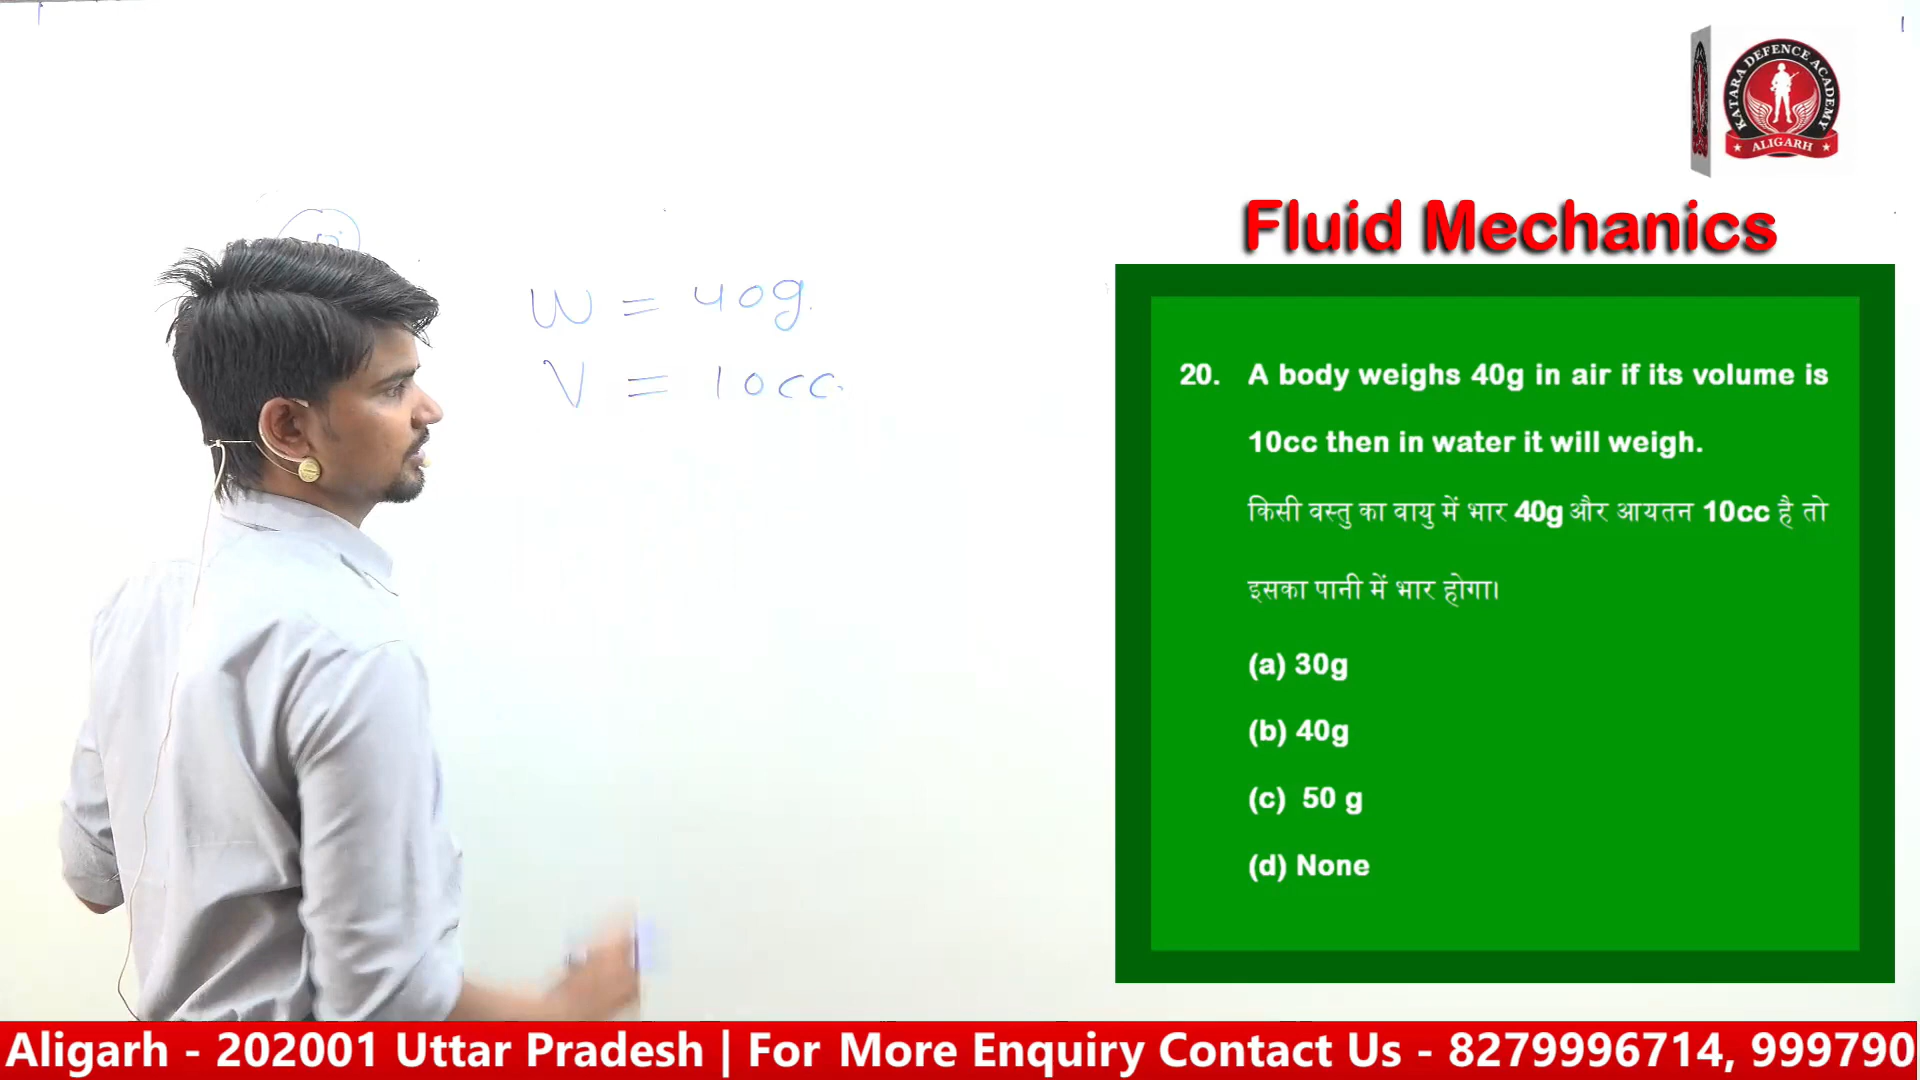 KATARA DEFENCE ACADEMY
ALIGARH
Fluid Mechanics
W = 40g.
V = 10cc.
20. A body weighs 40g in air if its volume is
10cc then in water it will weigh.
किसी वस्तु का वायु में भार 40g और आयतन 10cc है तो
इसका पानी में भार होगा।
(a) 30g
(b) 40g
(c) 50 g
(d) None
Aligarh - 202001 Uttar Pradesh | For More Enquiry Contact Us - 8279996714, 999790